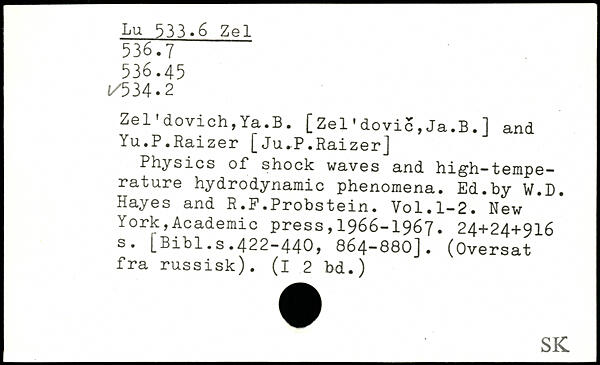 Lu 533.6 Zel
536.7
536.45
✓534.2
Zel'dovich,Ya.B. [Zel'dovič,Ja.B.] and
Yu.P.Raizer [Ju.P.Raizer]
Physics of shock waves and high-tempe-
rature hydrodynamic phenomena. Ed.by W.D.
Hayes and R.F.Probstein. Vol.1-2. New
York,Academic press,1966-1967. 24+24+916
s. [Bibl.s.422-440, 864-880]. (Oversat
fra russisk). (I 2 bd.)
SK